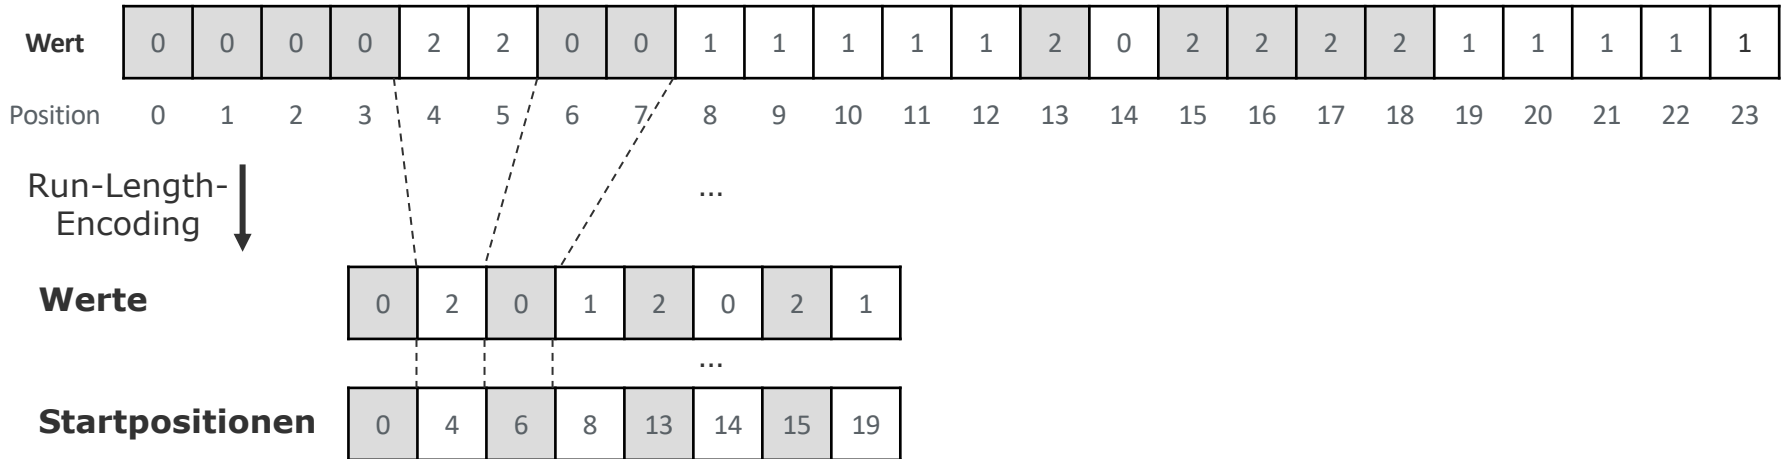 Wert 0 0 0 0 2 2 0 0 1 1 1 1 1 2 0 2 2 2 2 1 1 1 1 1
Position 0 1 2 3 4 5 6 7 8 9 10 11 12 13 14 15 16 17 18 19 20 21 22 23
Run-Length-
Encoding
...
Werte 0 2 0 1 2 0 2 1
...
Startpositionen 0 4 6 8 13 14 15 19